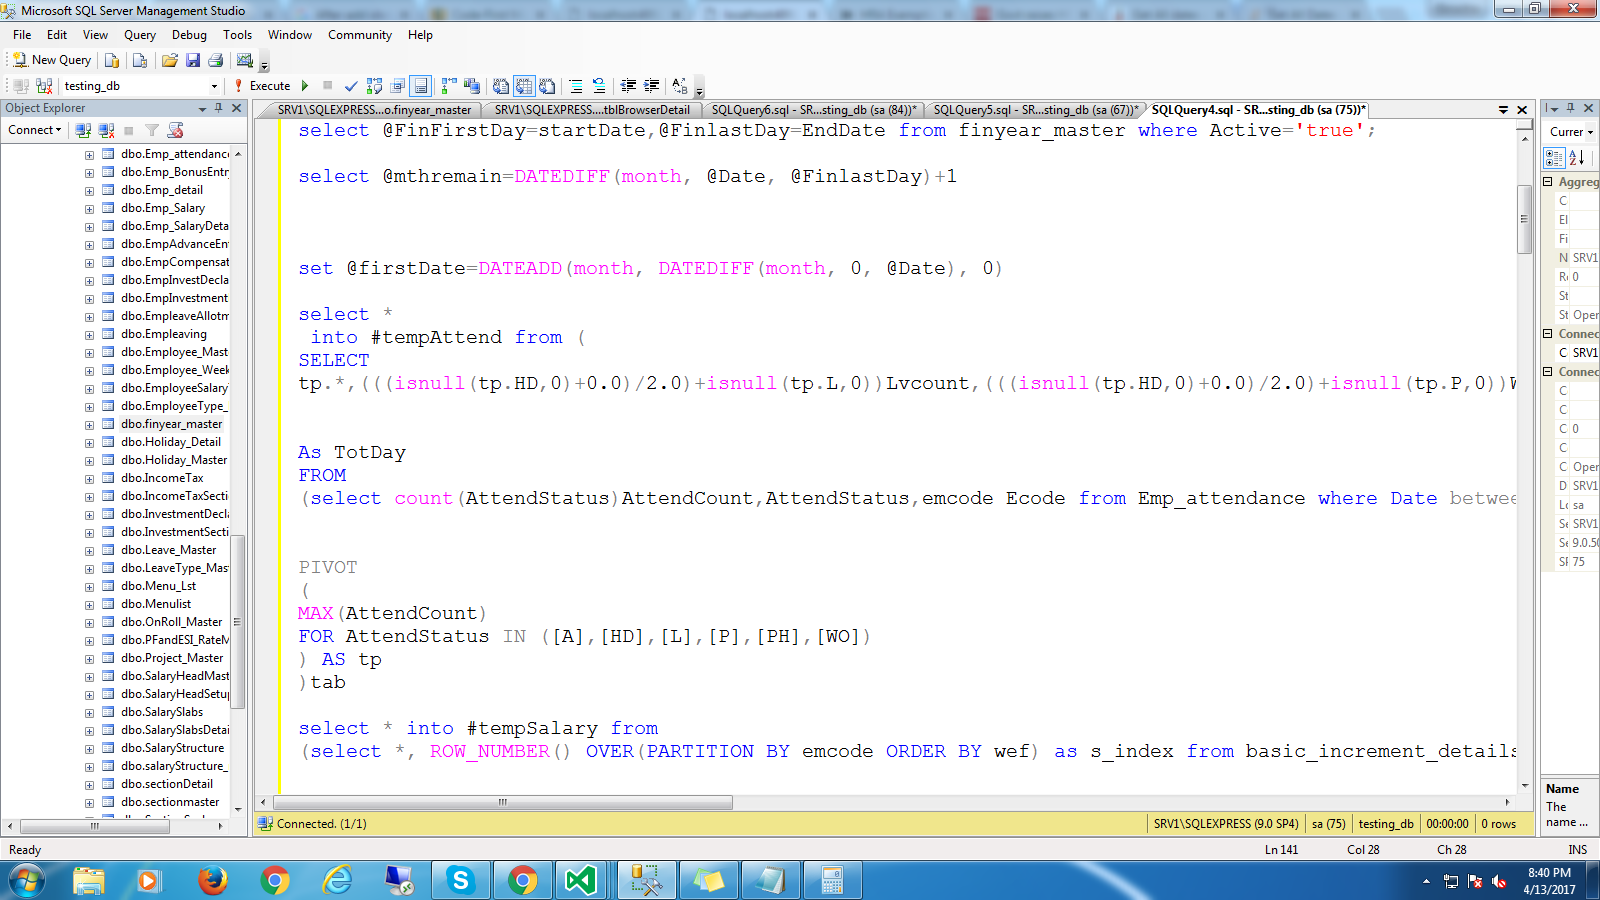 Microsoft SQL Server Management Studio
File Edit View Query Debug Tools Window Community Help
New Query
testing_db Execute
Object Explorer
Connect
dbo.Emp_attendanc
dbo.Emp_BonusEntr
dbo.Emp_detail
dbo.Emp_Salary
dbo.Emp_SalaryDeta
dbo.EmpAdvanceEn
dbo.EmpCompensat
dbo.EmpInvestDecla
dbo.EmpInvestment
dbo.EmpleaveAllotm
dbo.Empleaving
dbo.Employee_Mast
dbo.Employee_Week
dbo.EmployeeSalary
dbo.EmployeeType_
dbo.finyear_master
dbo.Holiday_Detail
dbo.Holiday_Master
dbo.IncomeTax
dbo.IncomeTaxSecti
dbo.InvestmentDecl
dbo.InvestmentSecti
dbo.Leave_Master
dbo.LeaveType_Mas
dbo.Menu_Lst
dbo.Menulist
dbo.OnRoll_Master
dbo.PFandESI_RateM
dbo.Project_Master
dbo.SalaryHeadMast
dbo.SalaryHeadSetu
dbo.SalarySlabs
dbo.SalarySlabsDetai
dbo.SalaryStructure
dbo.salaryStructure_
dbo.sectionDetail
dbo.sectionmaster
SRV1\SQLEXPRESS...o.finyear_master SRV1\SQLEXPRESS....tblBrowserDetail SQLQuery6.sql - SR...sting_db (sa (84))* SQLQuery5.sql - SR...sting_db (sa (67))* SQLQuery4.sql - SR...sting_db (sa (75))*
select @FinFirstDay=startDate,@FinlastDay=EndDate from finyear_master where Active='true';
select @mthremain=DATEDIFF(month, @Date, @FinlastDay)+1
set @firstDate=DATEADD(month, DATEDIFF(month, 0, @Date), 0)
select *
into #tempAttend from (
SELECT
tp.*,(((isnull(tp.HD,0)+0.0)/2.0)+isnull(tp.L,0))Lvcount,(((isnull(tp.HD,0)+0.0)/2.0)+isnull(tp.P,0))W
As TotDay
FROM
(select count(AttendStatus)AttendCount,AttendStatus,emcode Ecode from Emp_attendance where Date betwee
PIVOT
(
MAX(AttendCount)
FOR AttendStatus IN ([A],[HD],[L],[P],[PH],[WO])
) AS tp
)tab
select * into #tempSalary from
(select *, ROW_NUMBER() OVER(PARTITION BY emcode ORDER BY wef) as s_index from basic_increment_details
Connected. (1/1) SRV1\SQLEXPRESS (9.0 SP4) sa (75) testing_db 00:00:00 0 rows
Currer
Aggreg
C
El
Fi
N SRV1
R 0
St
St Oper
Connec
C SRV1
Connec
C
C
C 0
C
C Oper
D SRV1
Lo sa
Se SRV1
Se 9.0.50
SF 75
Name
The
name ...
Ready Ln 141 Col 28 Ch 28 INS
8:40 PM
4/13/2017